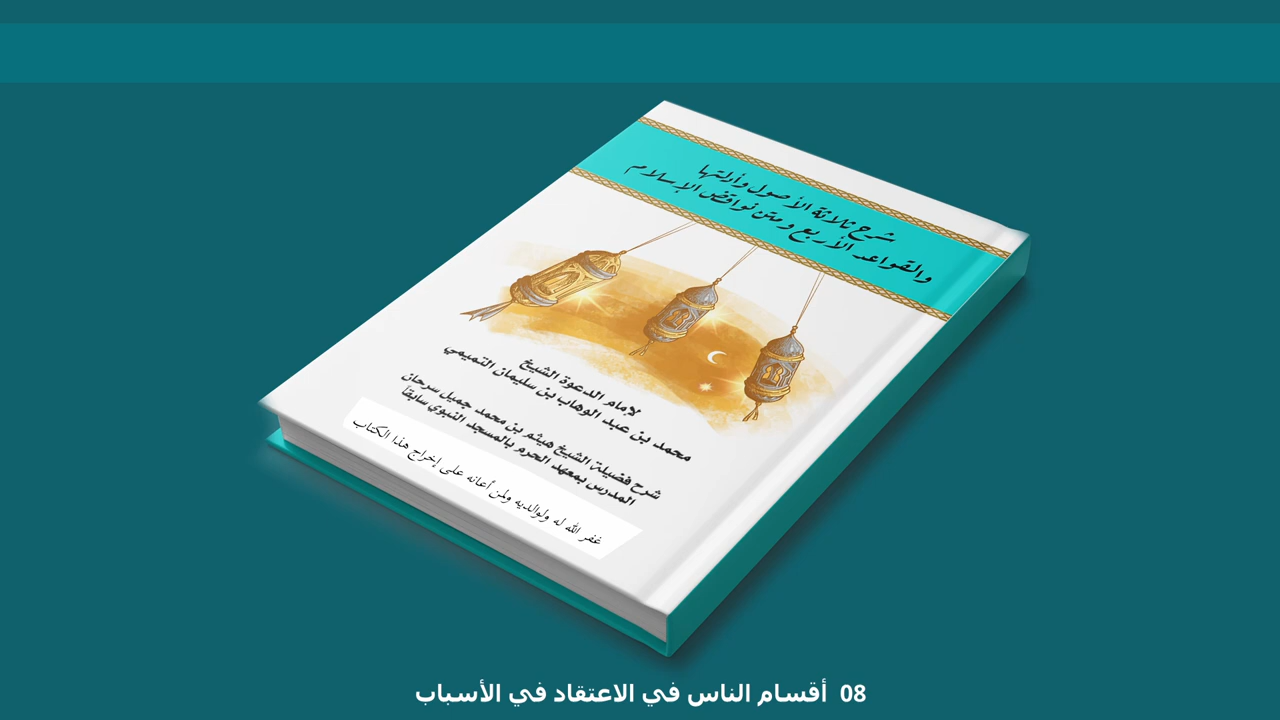 شرح ثلاثة الأصول وأدلتها
والقواعد الأربع ومتن نواقض الإسلام
لإمام الدعوة الشيخ
محمد بن عبد الوهاب بن سليمان التميمي
شرح فضيلة الشيخ هيثم بن محمد جميل سرحان
المدرس بمعهد الحرم بالمسجد النبوي سابقاً
غفر الله له ولوالديه ولمن أعانه على إخراج هذا الكتاب
08 أقسام الناس في الاعتقاد في الأسباب